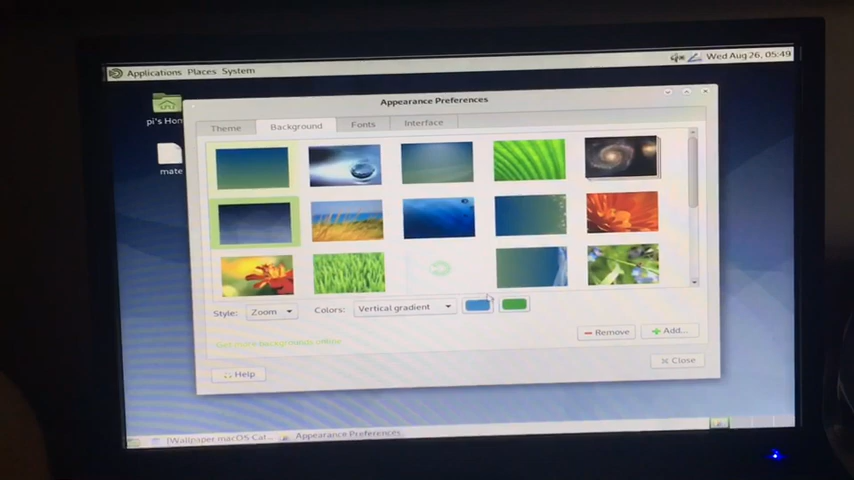 Applications Places System
Wed Aug 26, 05:49
pi's Hom
mate
Appearance Preferences
Theme
Background
Fonts
Interface
Style:
Zoom
Colors:
Vertical gradient
Get more backgrounds online
Remove
Add...
Help
Close
[Wallpaper macOS-Cat...
Appearance Preferences